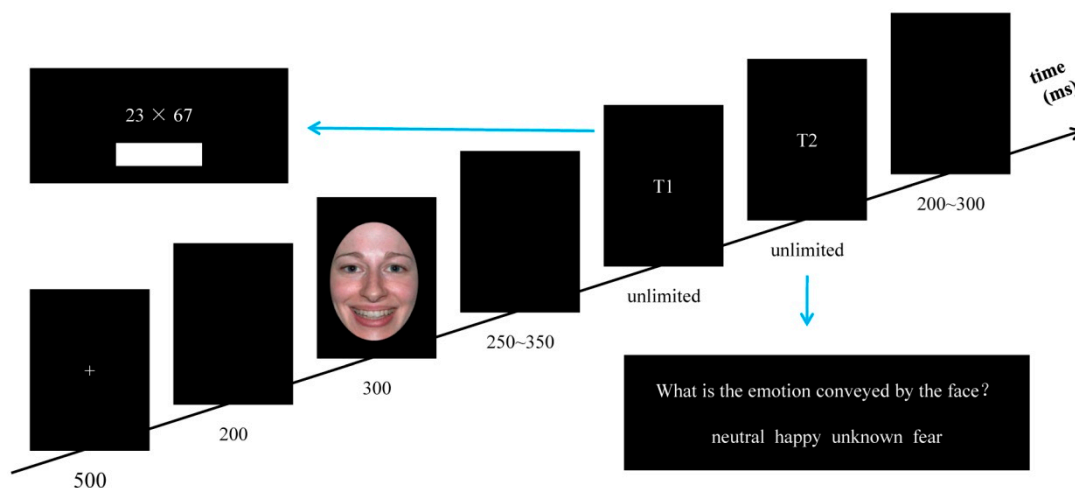 time
(ms)
23 × 67
T2
T1
200~300
unlimited
unlimited
250~350
What is the emotion conveyed by the face?
neutral happy unknown fear
+
300
200
500